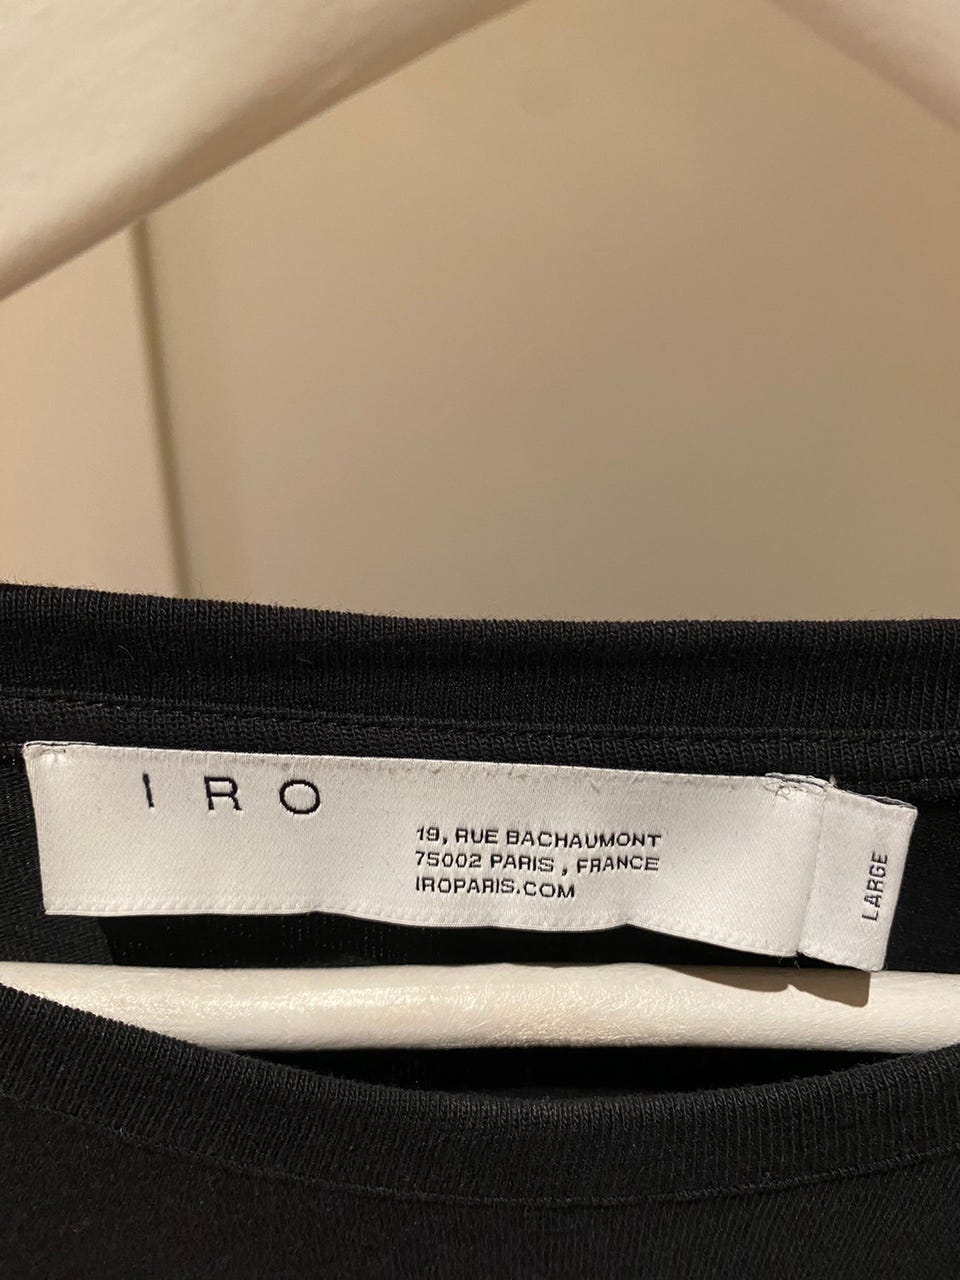 IRO
19, RUE BACHAUMONT
75002 PARIS , FRANCE
IROPARIS.COM
LARGE